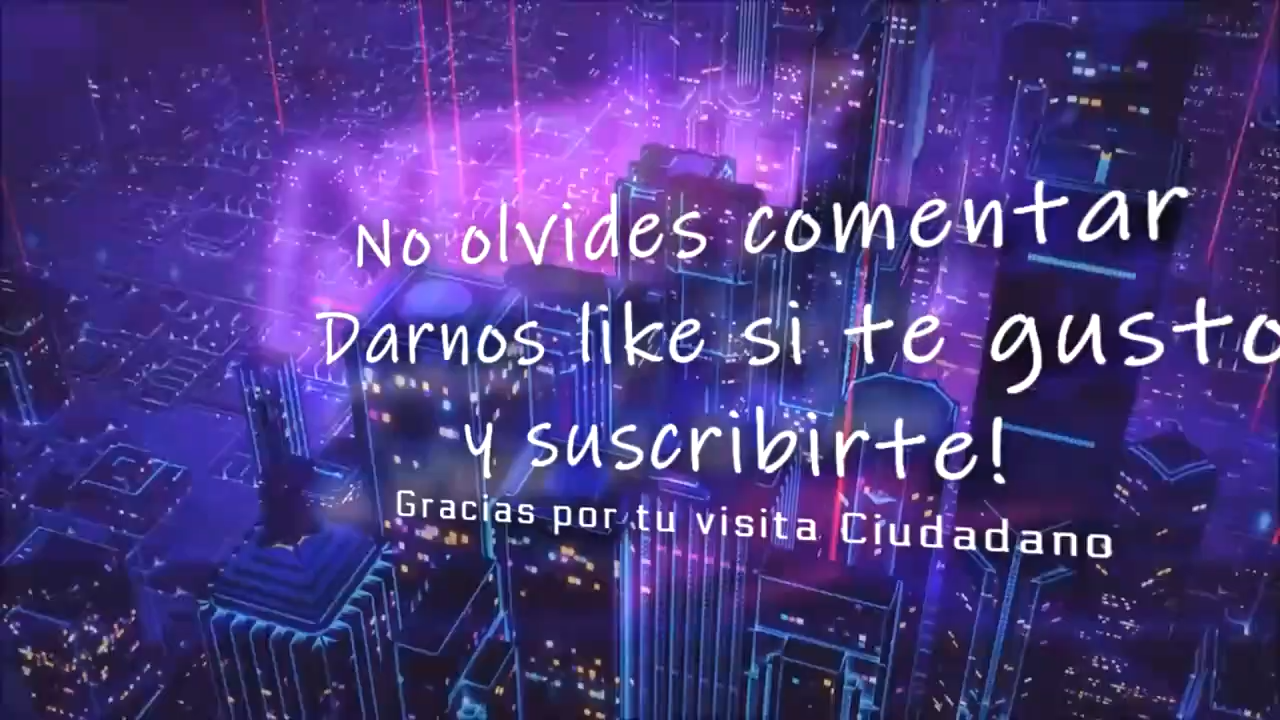 No olvides comentar
Darnos like si te gusto
y suscribirte!
Gracias por tu visita Ciudadano